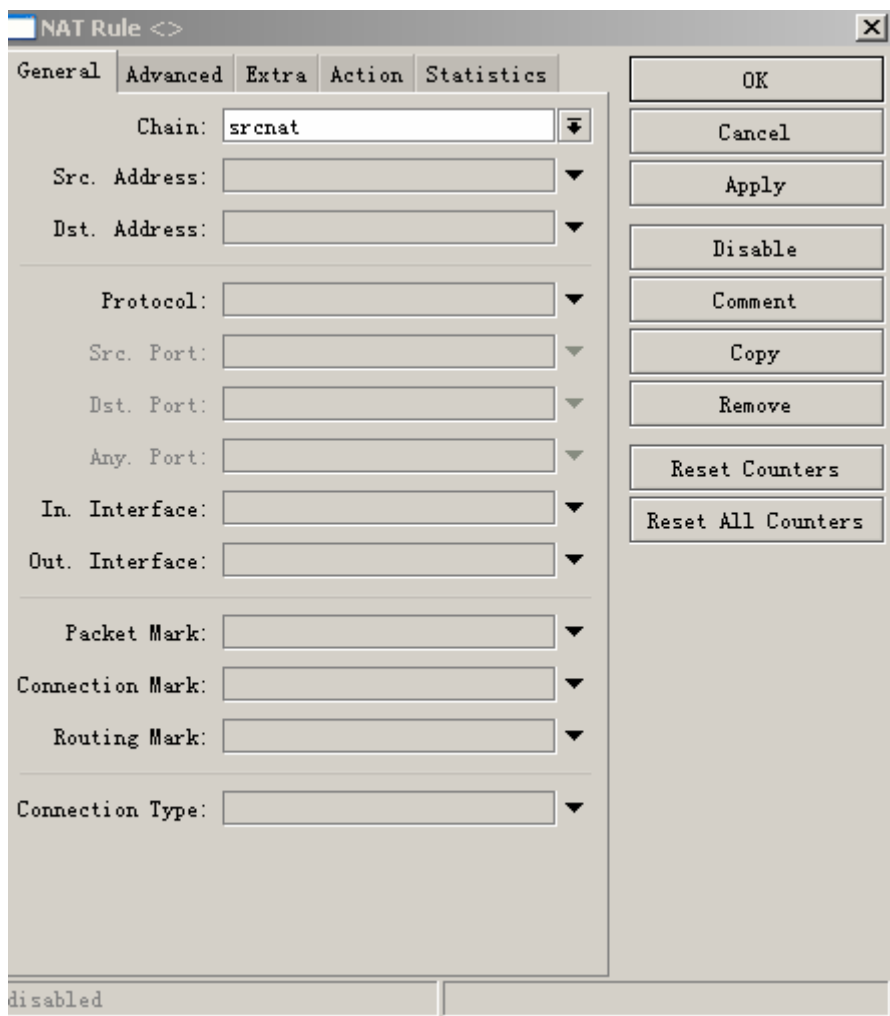 NAT Rule <>
General Advanced Extra Action Statistics
Chain: srcnat
Src. Address:
Dst. Address:
Protocol:
Src. Port:
Dst. Port:
Any. Port:
In. Interface:
Out. Interface:
Packet Mark:
Connection Mark:
Routing Mark:
Connection Type:
OK
Cancel
Apply
Disable
Comment
Copy
Remove
Reset Counters
Reset All Counters
disabled